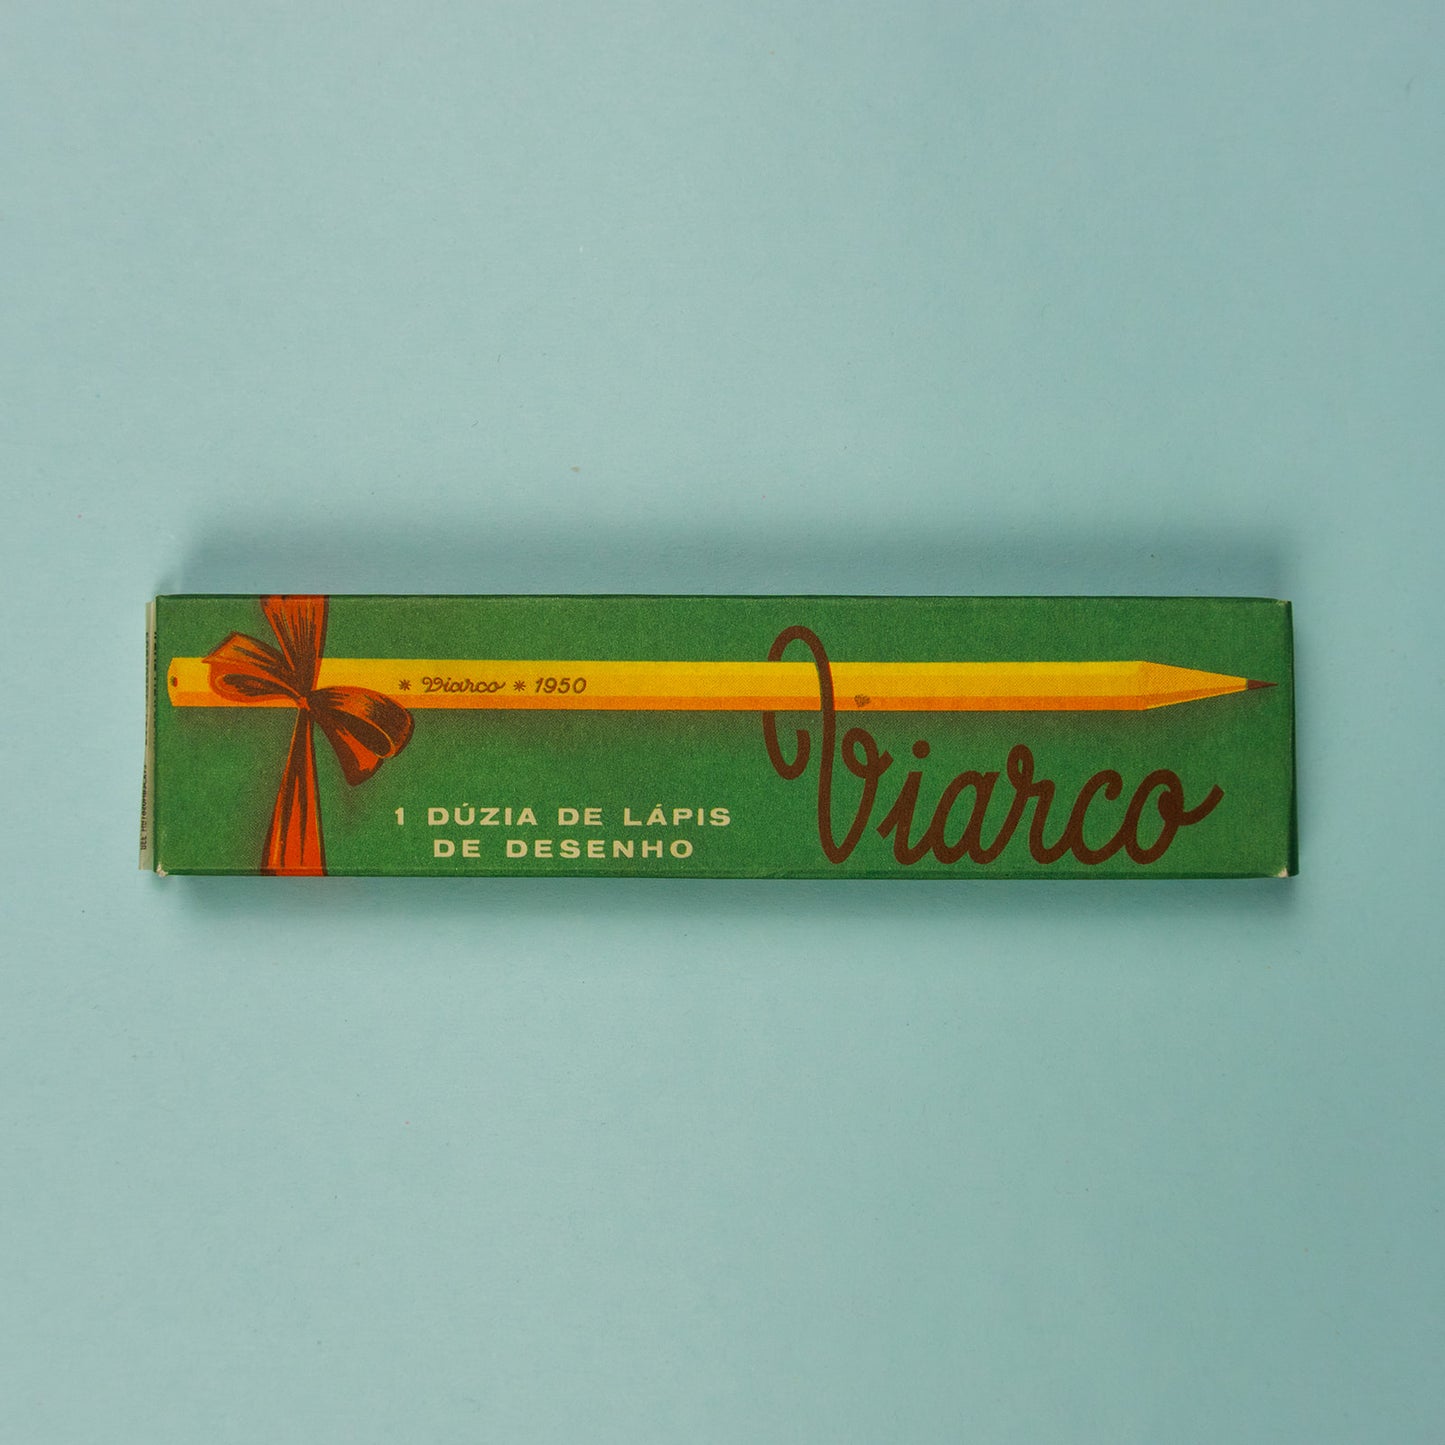 * Viarco * 1950
Viarco
1 DÚZIA DE LÁPIS
DE DESENHO